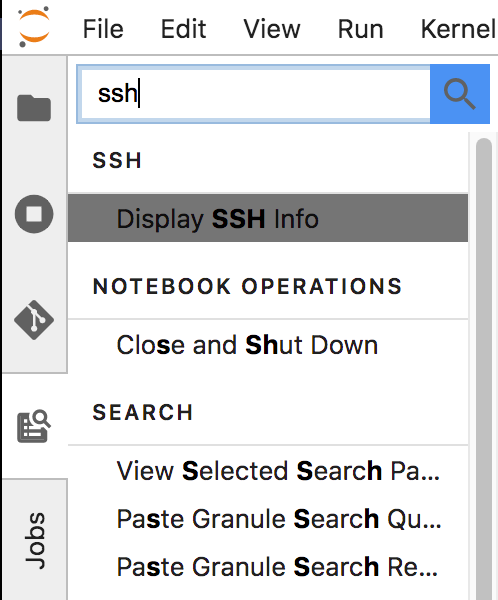 File Edit View Run Kernel
ssh
SSH
Display SSH Info
NOTEBOOK OPERATIONS
Close and Shut Down
SEARCH
View Selected Search Pa...
Paste Granule Search Qu...
Paste Granule Search Re...
Jobs